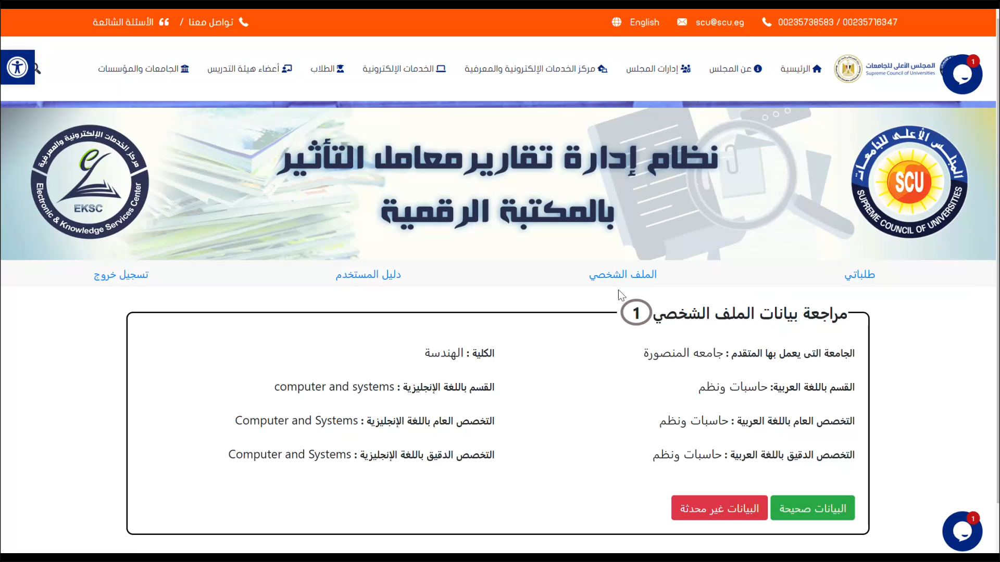 00235738583 / 00235716347
scu@scu.eg
English
تواصل معنا /
الأسئلة الشائعة
1
المجلس الأعلى للجامعات
Supreme Council of Universities
الرئيسية
عن المجلس
إدارات المجلس
مركز الخدمات الإلكترونية والمعرفية
الخدمات الإلكترونية
الطلاب
أعضاء هيئة التدريس
الجامعات والمؤسسات
المجلس الأعلى للجامعات
SCU
SUPREME COUNCIL OF UNIVERSITIES
نظام إدارة تقارير معامل التأثير
بالمكتبة الرقمية
مركز الخدمات الإلكترونية والمعرفية
EKSC
Electronic & Knowledge Services Center
طلباتي
الملف الشخصي
دليل المستخدم
تسجيل خروج
مراجعة بيانات الملف الشخصي 1
الجامعة التى يعمل بها المتقدم : جامعه المنصورة
الكلية : الهندسة
القسم باللغة العربية: حاسبات ونظم
القسم باللغة الإنجليزية : computer and systems
التخصص العام باللغة العربية : حاسبات ونظم
التخصص العام باللغة الإنجليزية : Computer and Systems
التخصص الدقيق باللغة العربية : حاسبات ونظم
التخصص الدقيق باللغة الإنجليزية : Computer and Systems
البيانات صحيحة
البيانات غير محدثة
1